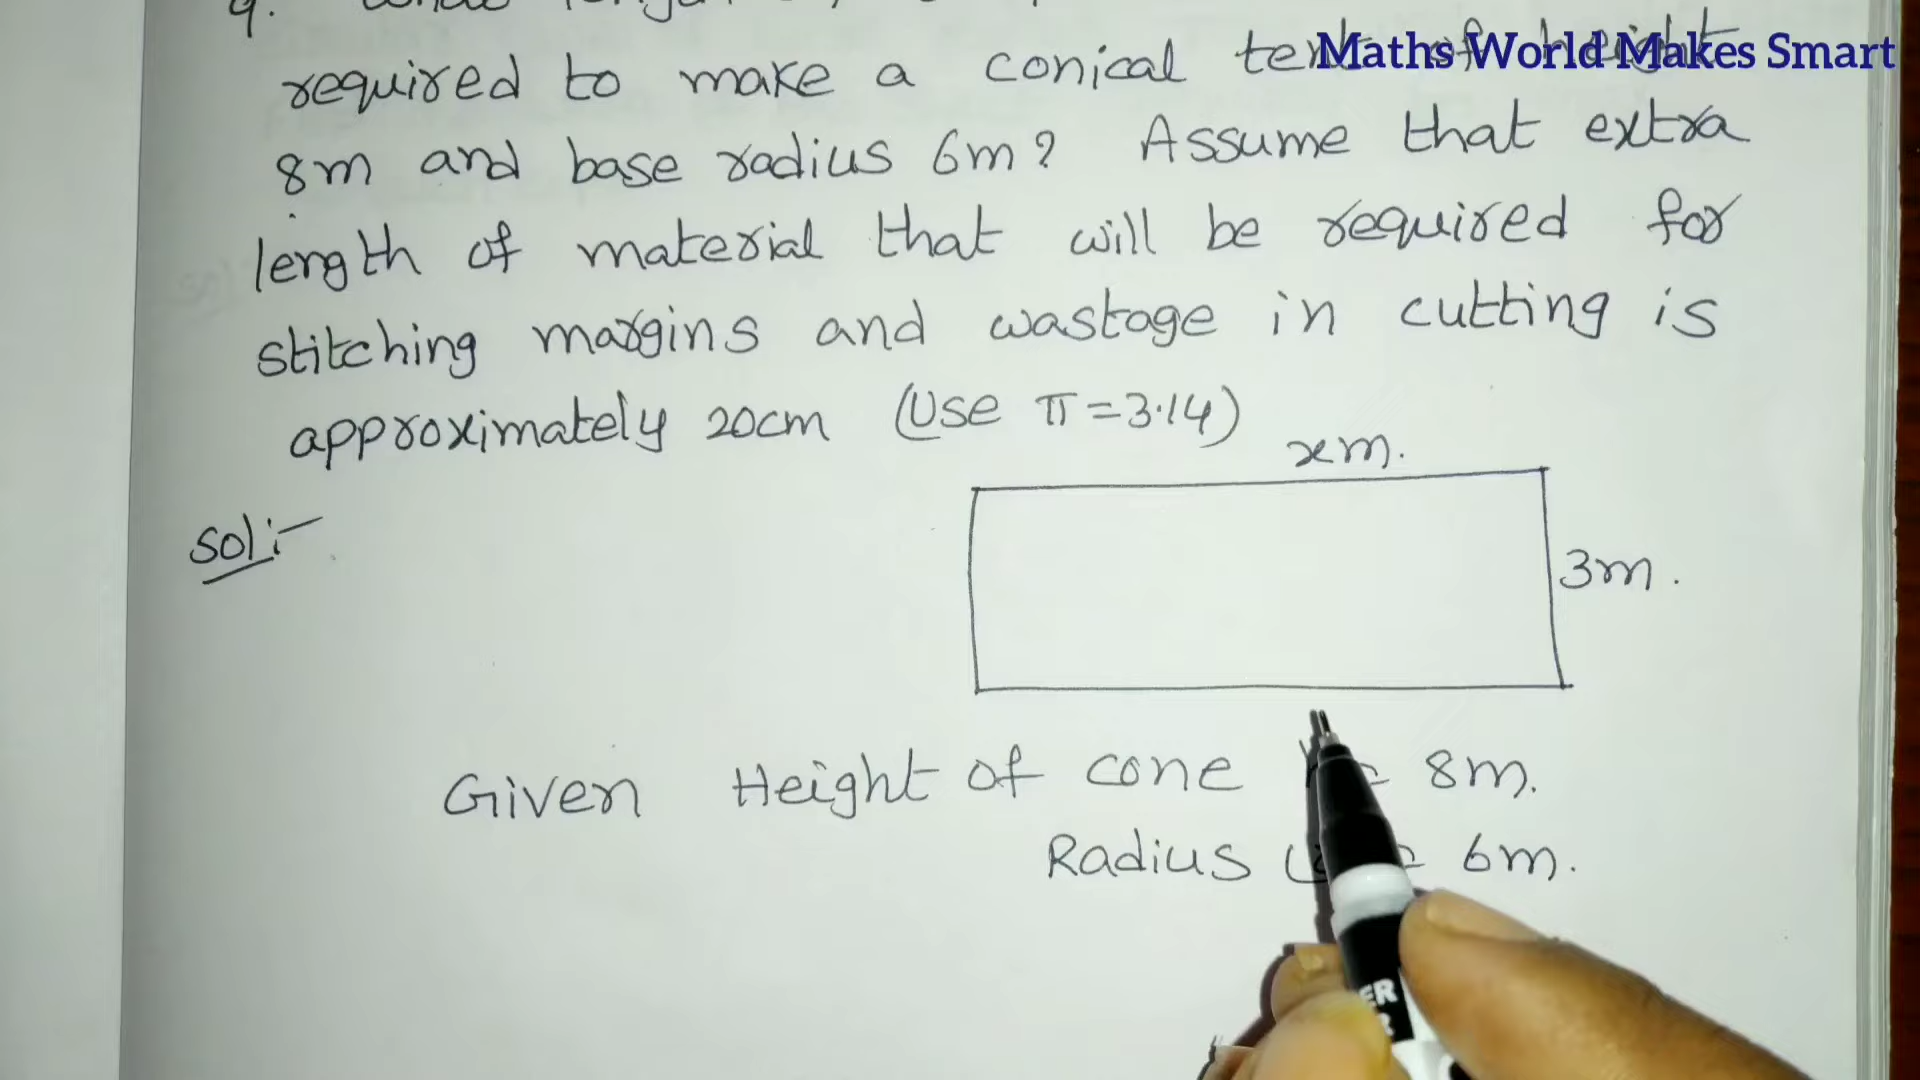 9.
required to make a conical
Maths World Makes Smart
8m and base radius 6m? Assume that extra
length of material that will be required for
stitching margins and wastage in cutting is
approximately 20cm (Use π=3.14)
xm.
Sol:-
3m.
Given Height of cone = 8m.
Radius = 6m.
ER